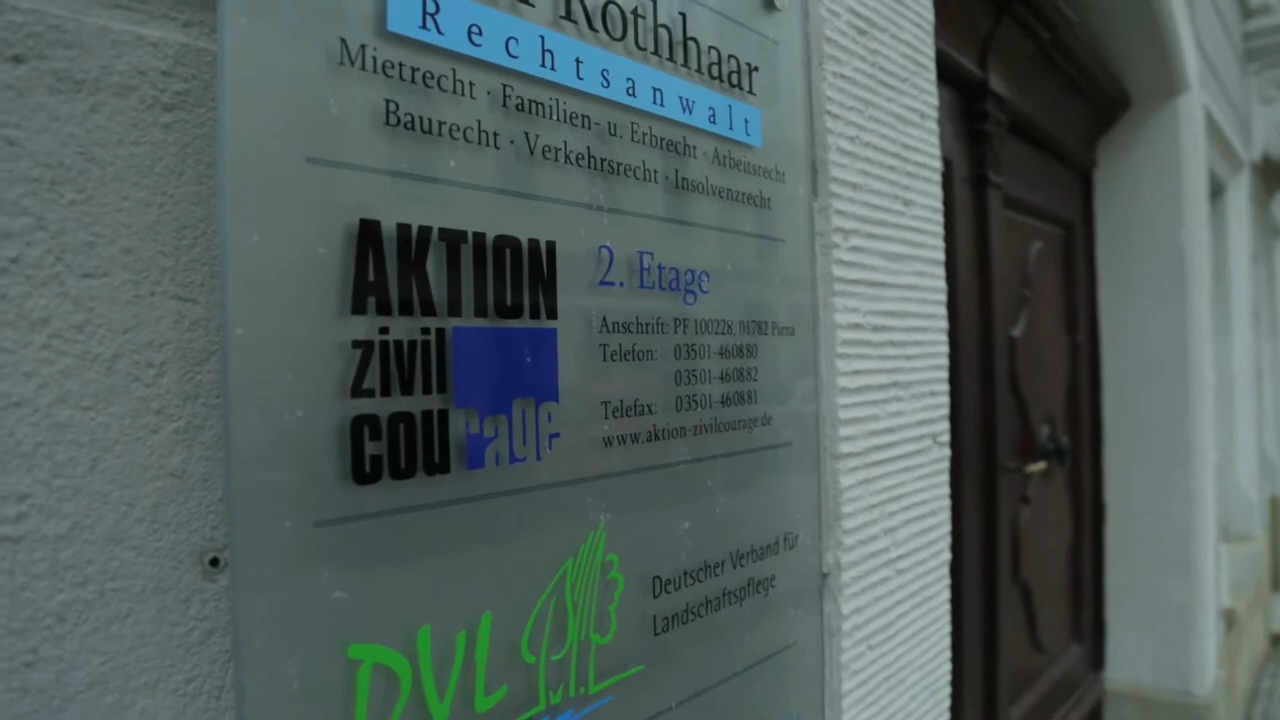 Rothhaar
Rechtsanwalt
Mietrecht · Familien- u. Erbrecht · Arbeitsrecht
Baurecht · Verkehrsrecht · Insolvenzrecht
AKTION
zivil
courage
2. Etage
Anschrift: PF 100228, 01782 Pirna
Telefon: 03501-460880
03501-460882
Telefax: 03501-460881
www.aktion-zivilcourage.de
DVL
Deutscher Verband für
Landschaftspflege